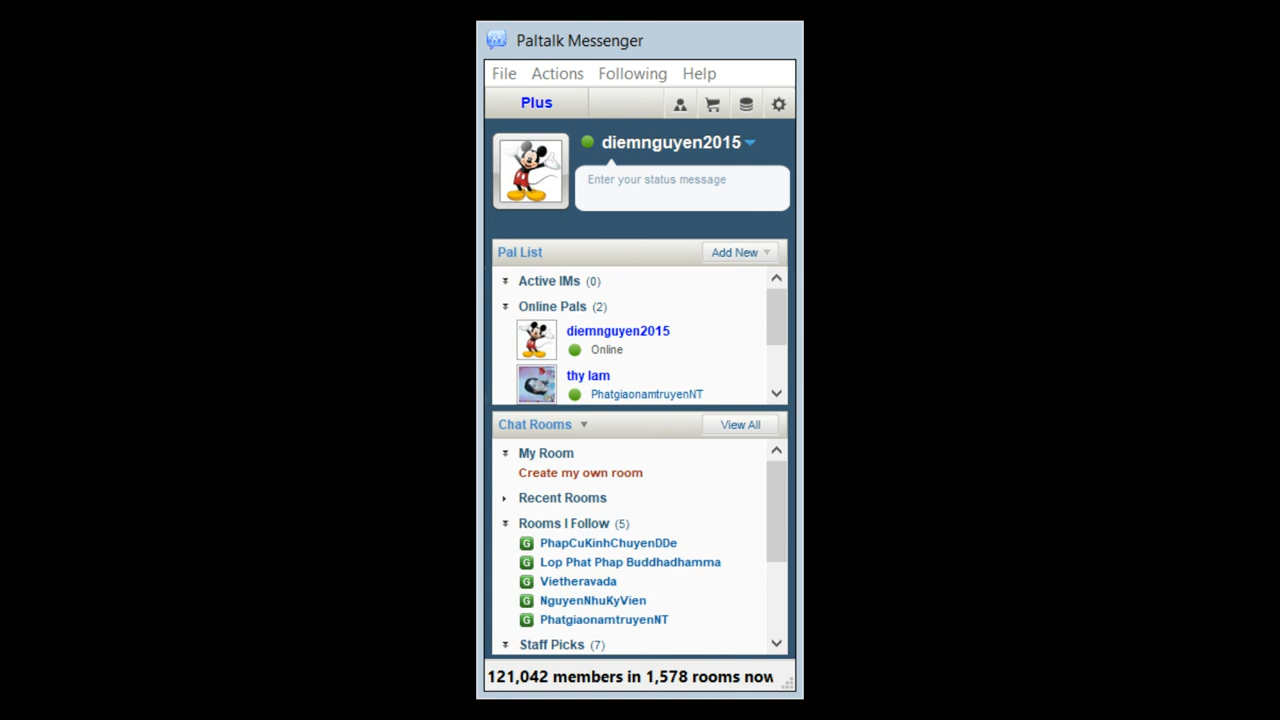 Paltalk Messenger
File Actions Following Help
Plus
diemnguyen2015
Enter your status message
Pal List Add New
Active IMs (0)
Online Pals (2)
diemnguyen2015
Online
thy lam
PhatgiaonamtruyenNT
Chat Rooms View All
My Room
Create my own room
Recent Rooms
Rooms I Follow (5)
G PhapCuKinhChuyenDDe
G Lop Phat Phap Buddhadhamma
G Vietheravada
G NguyenNhuKyVien
G PhatgiaonamtruyenNT
Staff Picks (7)
121,042 members in 1,578 rooms now